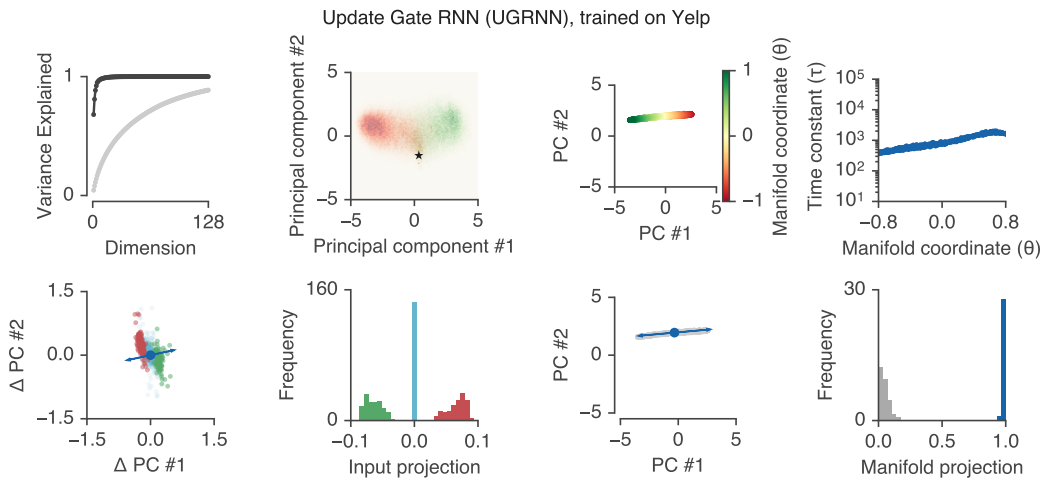 Update Gate RNN (UGRNN), trained on Yelp
Variance Explained
1
0
0
128
Dimension
Principal component #2
5
0
−5
−5
0
5
Principal component #1
PC #2
5
0
−5
−5
0
5
PC #1
1
0
−1
Manifold coordinate (θ)
Time constant (τ)
10⁵
10⁴
10³
10²
10¹
−0.8
0.0
0.8
Manifold coordinate (θ)
Δ PC #2
1.5
0.0
−1.5
−1.5
0.0
1.5
Δ PC #1
Frequency
160
0
−0.1
0.0
0.1
Input projection
PC #2
5
0
−5
−5
0
5
PC #1
Frequency
30
0
0.0
0.5
1.0
Manifold projection